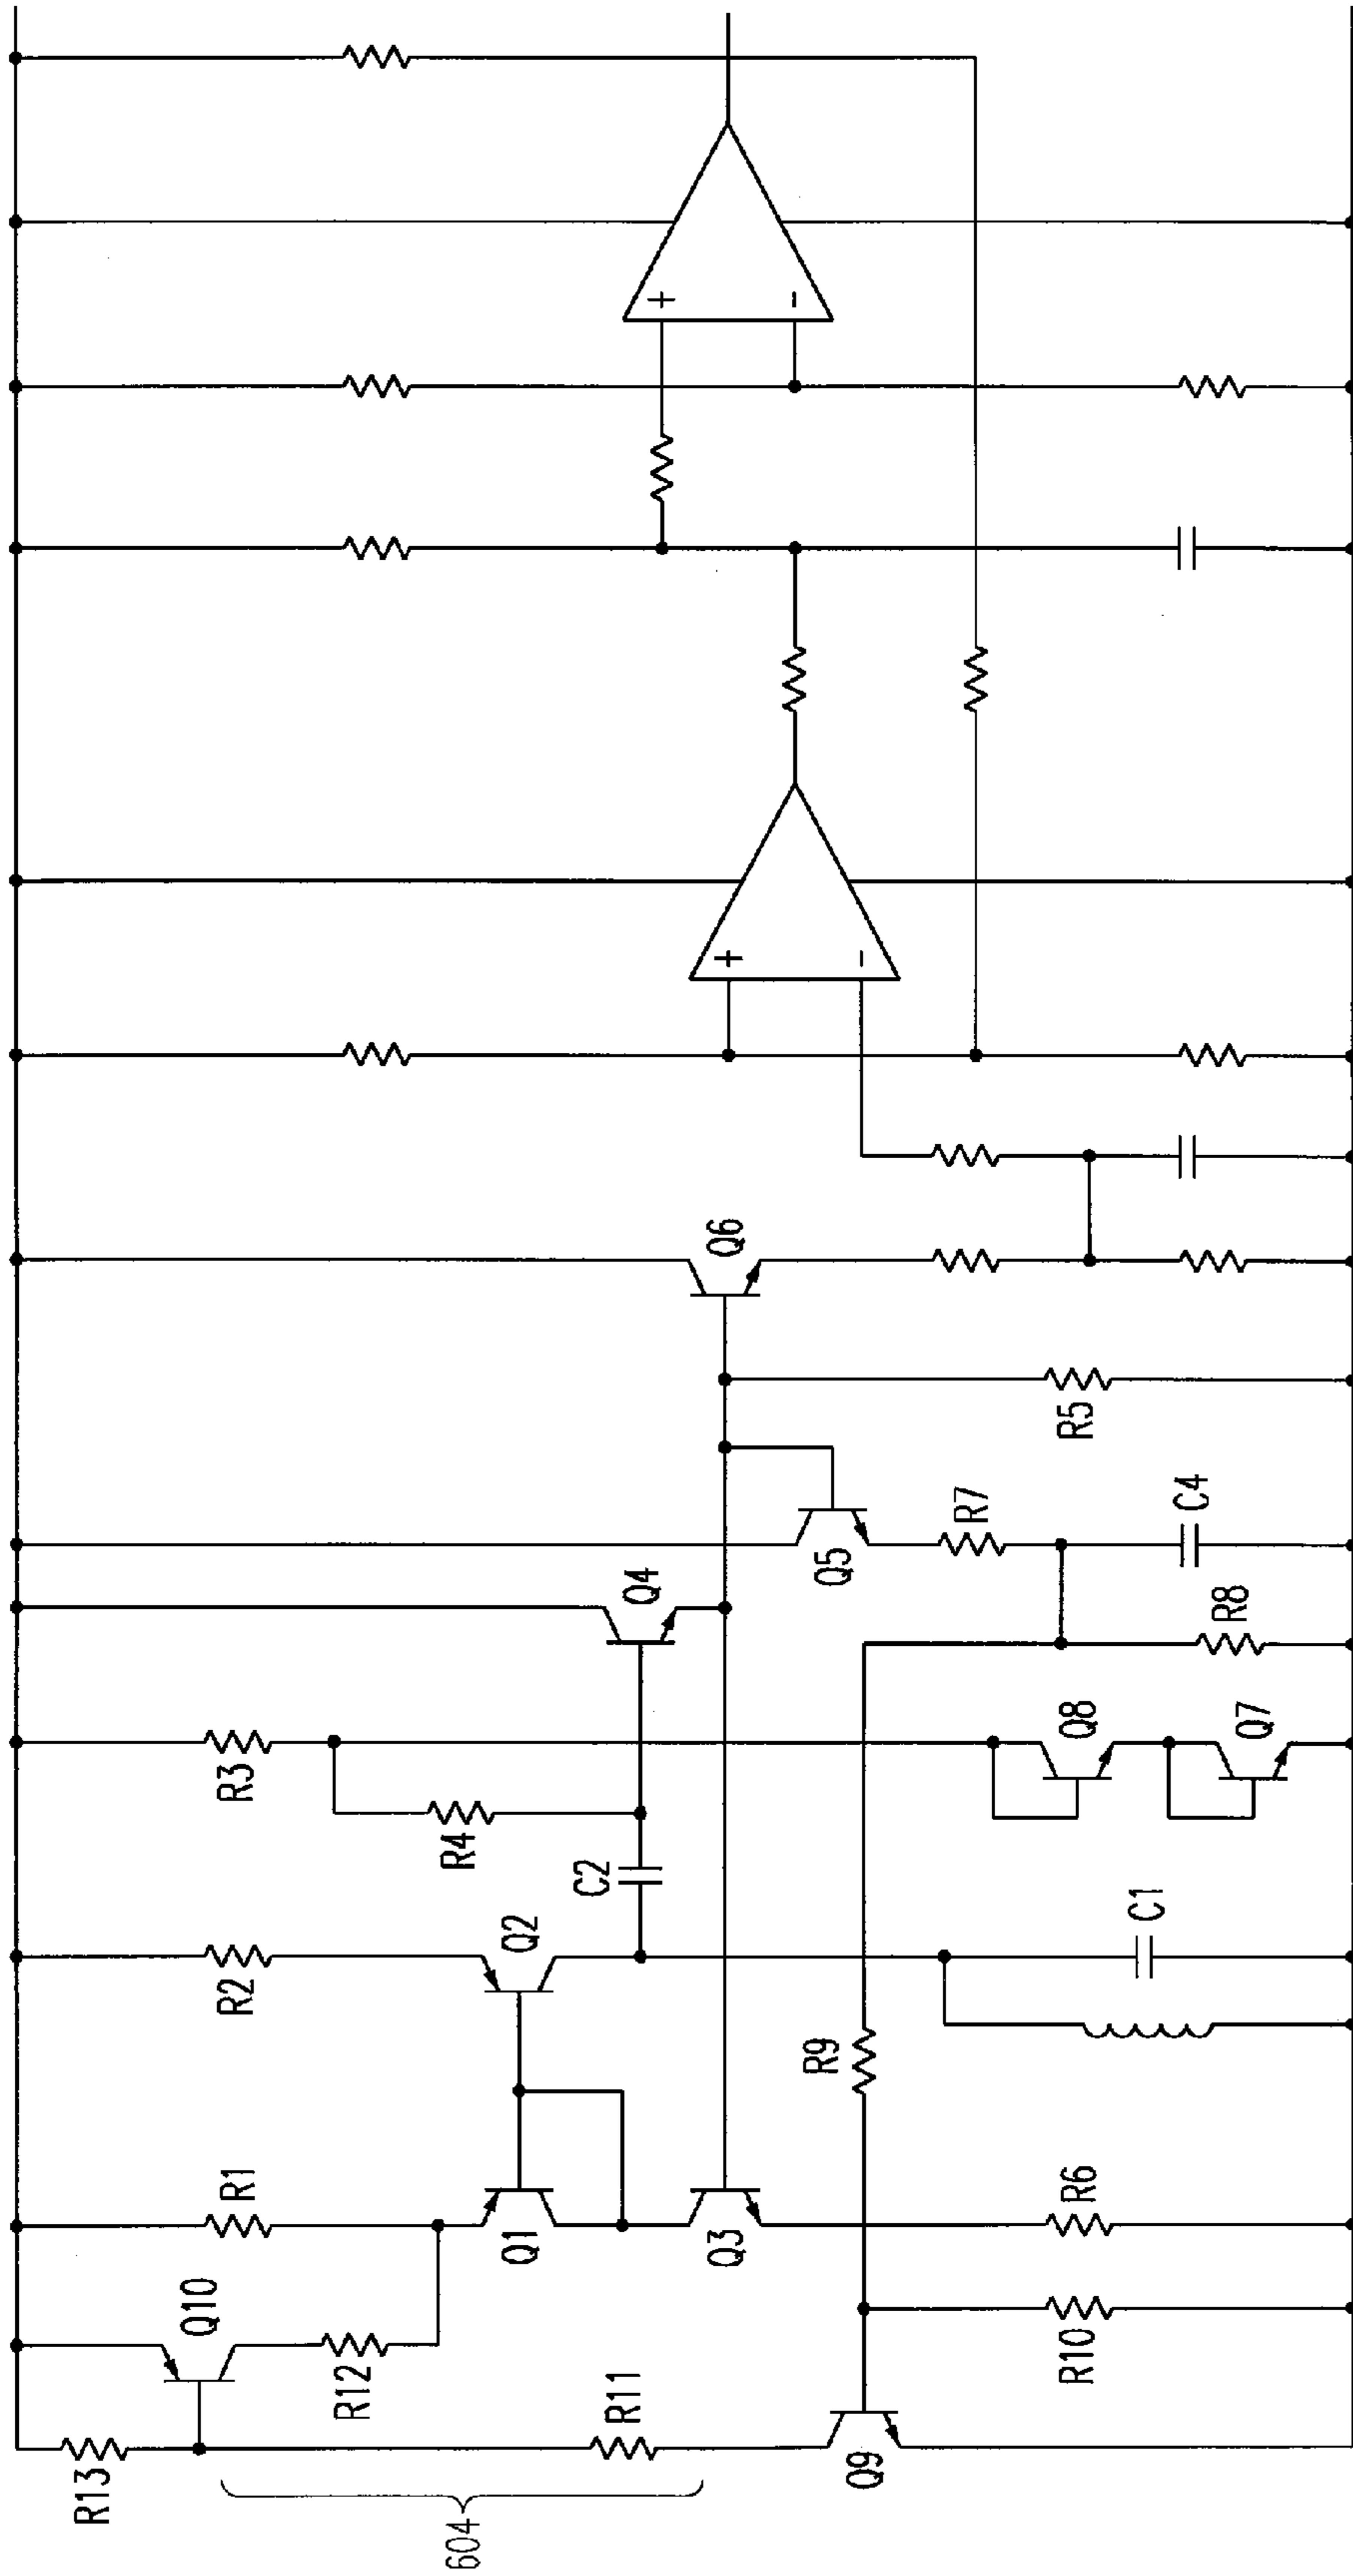 R13
Q10
R1
R2
R3
R12
R4
604
R11
Q1
Q2
C2
Q4
Q3
Q6
+
-
+
-
Q9
R9
Q5
R7
R10
R6
C1
Q8
Q7
R8
C4
R5